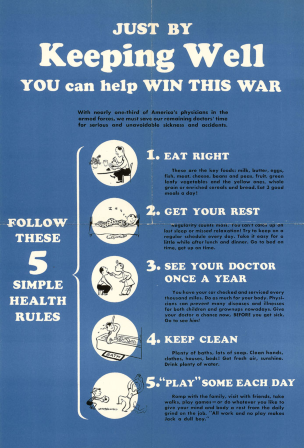 JUST BY
Keeping Well
YOU can help WIN THIS WAR
With nearly one-third of America's physicians in the
armed forces, we must save our remaining doctors' time
for serious and unavoidable sickness and accidents.
FOLLOW
THESE
5
SIMPLE
HEALTH
RULES
1. EAT RIGHT
These are the key foods: milk, butter, eggs,
fish, meat, cheese, beans and peas, fruit, green
leafy vegetables and the yellow ones, whole
grain or enriched cereals and bread. Eat 3 good
meals a day!
2. GET YOUR REST
Regularity counts most. You can't catch up on
lost sleep or missed relaxation! Try to keep on a
regular schedule every day. Take it easy for a
little while after lunch and dinner. Go to bed on
time, get up on time.
3. SEE YOUR DOCTOR
ONCE A YEAR
You have your car checked and serviced every
thousand miles. Do as much for your body. Physi-
cians can prevent many diseases and illnesses
for both children and grownups nowadays. Give
your doctor a chance now, BEFORE you get sick.
Go to see him!
4. KEEP CLEAN
Plenty of baths, lots of soap. Clean hands,
clothes, houses, beds! Get fresh air, sunshine.
Drink plenty of water.
5. "PLAY" SOME EACH DAY
Romp with the family, visit with friends, take
walks, play games—or do whatever you like to
give your mind and body a rest from the daily
grind on the job. "All work and no play makes
Jack a dull boy."